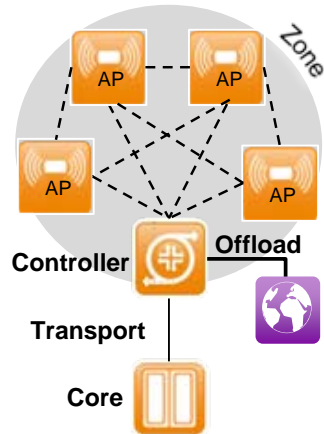 Zone
AP
AP
AP
AP
Offload
Controller
Transport
Core